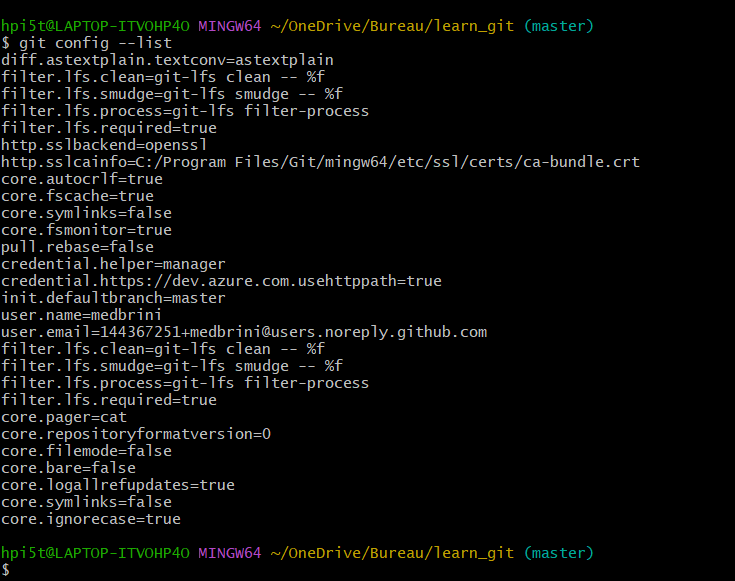 hpi5t@LAPTOP-ITVOHP4O MINGW64 ~/OneDrive/Bureau/learn_git (master)
$ git config --list
diff.astextplain.textconv=astextplain
filter.lfs.clean=git-lfs clean -- %f
filter.lfs.smudge=git-lfs smudge -- %f
filter.lfs.process=git-lfs filter-process
filter.lfs.required=true
http.sslbackend=openssl
http.sslcainfo=C:/Program Files/Git/mingw64/etc/ssl/certs/ca-bundle.crt
core.autocrlf=true
core.fscache=true
core.symlinks=false
core.fsmonitor=true
pull.rebase=false
credential.helper=manager
credential.https://dev.azure.com.usehttppath=true
init.defaultbranch=master
user.name=medbrini
user.email=144367251+medbrini@users.noreply.github.com
filter.lfs.clean=git-lfs clean -- %f
filter.lfs.smudge=git-lfs smudge -- %f
filter.lfs.process=git-lfs filter-process
filter.lfs.required=true
core.pager=cat
core.repositoryformatversion=0
core.filemode=false
core.bare=false
core.logallrefupdates=true
core.symlinks=false
core.ignorecase=true
hpi5t@LAPTOP-ITVOHP4O MINGW64 ~/OneDrive/Bureau/learn_git (master)
$